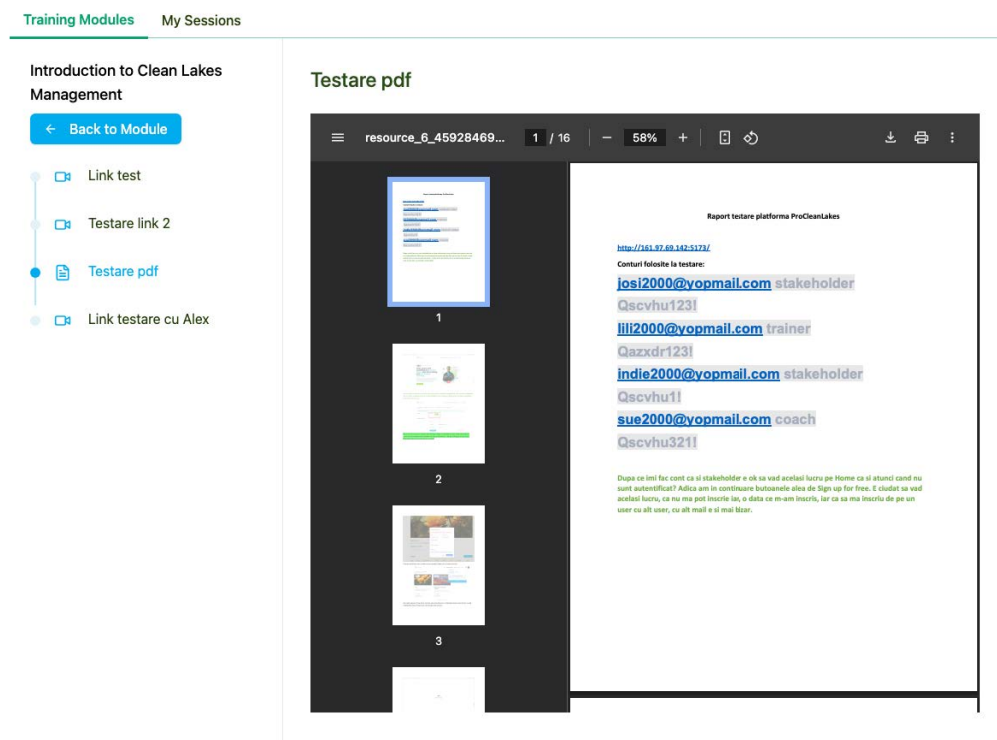 Training Modules
My Sessions
Introduction to Clean Lakes
Management
← Back to Module
Link test
Testare link 2
Testare pdf
Link testare cu Alex
Testare pdf
resource_6_45928469... 1 / 16 − 58% +
1
2
3
Raport testare platforma ProCleanLakes
http://161.97.69.142:5173/
Conturi folosite la testare:
josi2000@yopmail.com stakeholder
Qscvhu123!
lili2000@yopmail.com trainer
Qazxdr123!
indie2000@yopmail.com stakeholder
Qscvhu1!
sue2000@yopmail.com coach
Qscvhu321!
Dupa ce imi fac cont ca si stakeholder e ok sa vad acelasi lucru pe Home ca si atunci cand nu
sunt autentificat? Adica am in continuare butoanele alea de Sign up for free. E ciudat sa vad
acelasi lucru, ca nu ma pot inscrie iar, o data ce m-am inscris, iar ca sa ma inscriu de pe un
user cu alt user, cu alt mail e si mai bizar.